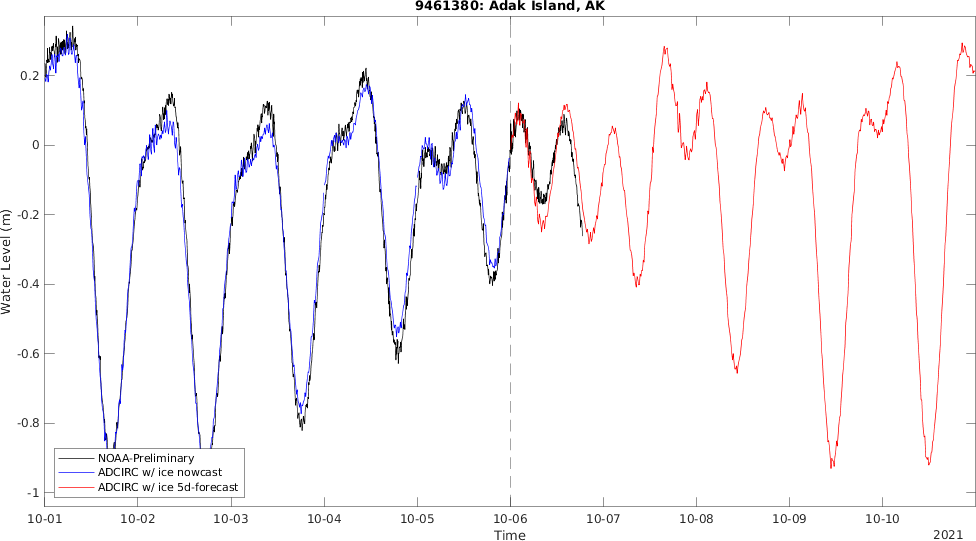 9461380: Adak Island, AK
Water Level (m)
0.2
0
-0.2
-0.4
-0.6
-0.8
-1
NOAA-Preliminary
ADCIRC w/ ice nowcast
ADCIRC w/ ice 5d-forecast
10-01 10-02 10-03 10-04 10-05 10-06 10-07 10-08 10-09 10-10
Time
2021